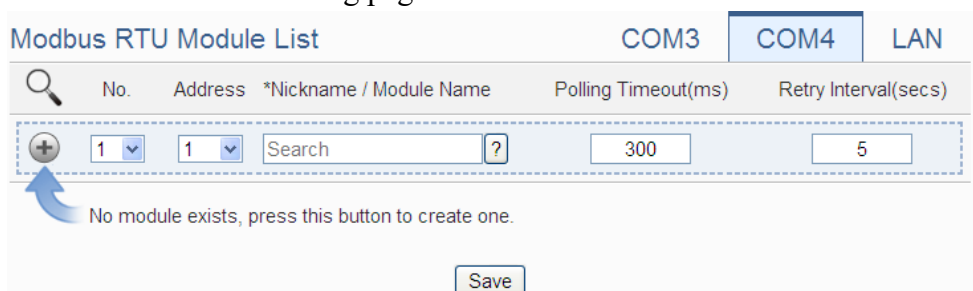 Modbus RTU Module List COM3 COM4 LAN
No. Address *Nickname / Module Name Polling Timeout(ms) Retry Interval(secs)
1 1 Search ? 300 5
No module exists, press this button to create one.
Save